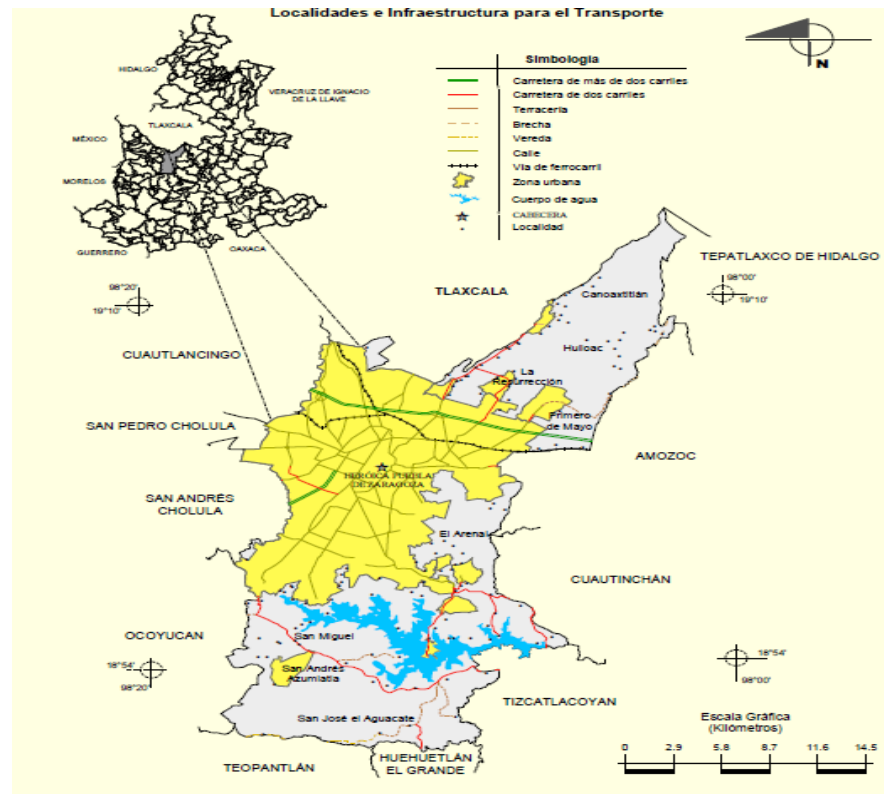 Localidades e Infraestructura para el Transporte
N
Simbología
Carretera de más de dos carriles
Carretera de dos carriles
Terracería
Brecha
Vereda
Calle
Vía de ferrocarril
Zona urbana
Cuerpo de agua
CABECERA
Localidad
HIDALGO
VERACRUZ DE IGNACIO
DE LA LLAVE
TLAXCALA
MÉXICO
MORELOS
GUERRERO
OAXACA
TEPATLAXCO DE HIDALGO
98°20'
19°10'
TLAXCALA
98°00'
19°10'
Canoaxtitlán
CUAUTLANCINGO
Hulloac
La
Resurrección
SAN PEDRO CHOLULA
Primero
de Mayo
AMOZOC
HERÓICA PUEBLA
DE ZARAGOZA
SAN ANDRÉS
CHOLULA
El Arenal
CUAUTINCHÁN
OCOYUCAN
San Miguel
18°54'
98°20'
San Andrés
Azumiatla
18°54'
98°00'
TIZCATLACOYAN
San José el Aguacate
Escala Gráfica
(Kilómetros)
0 2.9 5.8 8.7 11.6 14.5
TEOPANTLÁN
HUEHUETLÁN
EL GRANDE